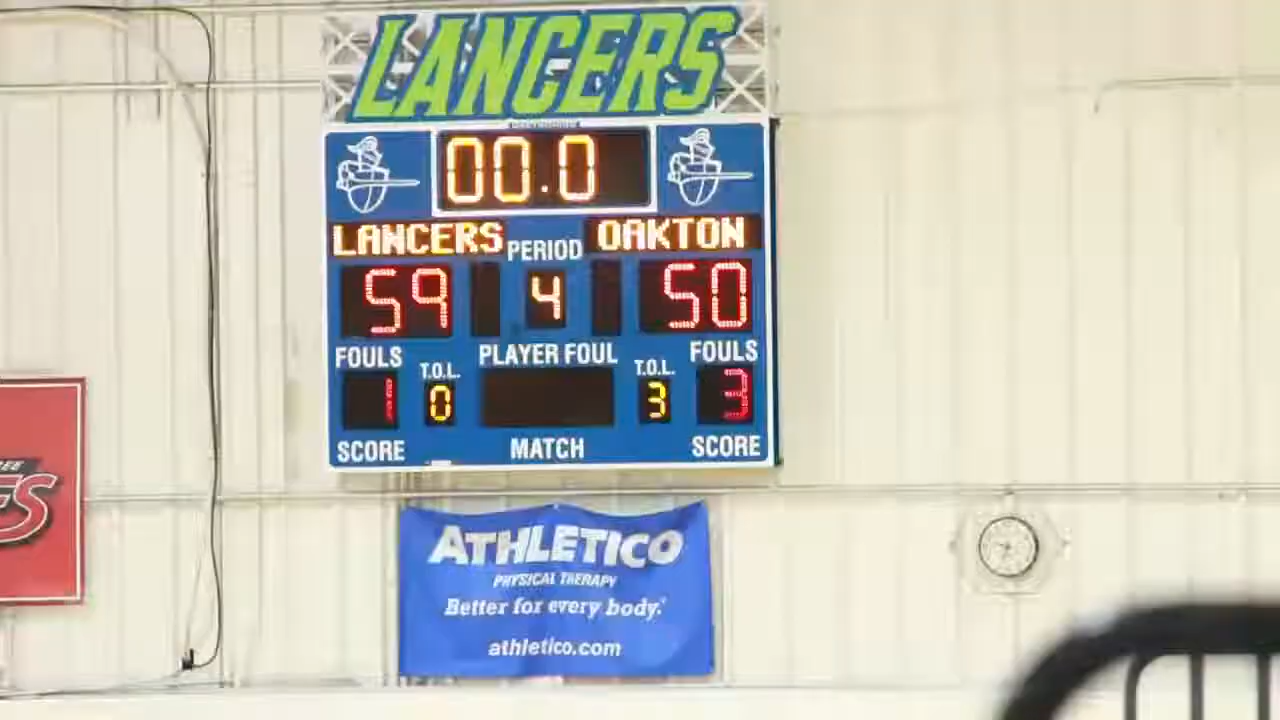 LANCERS
00.0
LANCERS PERIOD OAKTON
59 4 50
FOULS PLAYER FOUL FOULS
T.O.L. T.O.L.
1 0 3 3
SCORE MATCH SCORE
ATHLETICO
PHYSICAL THERAPY
Better for every body.
athletico.com